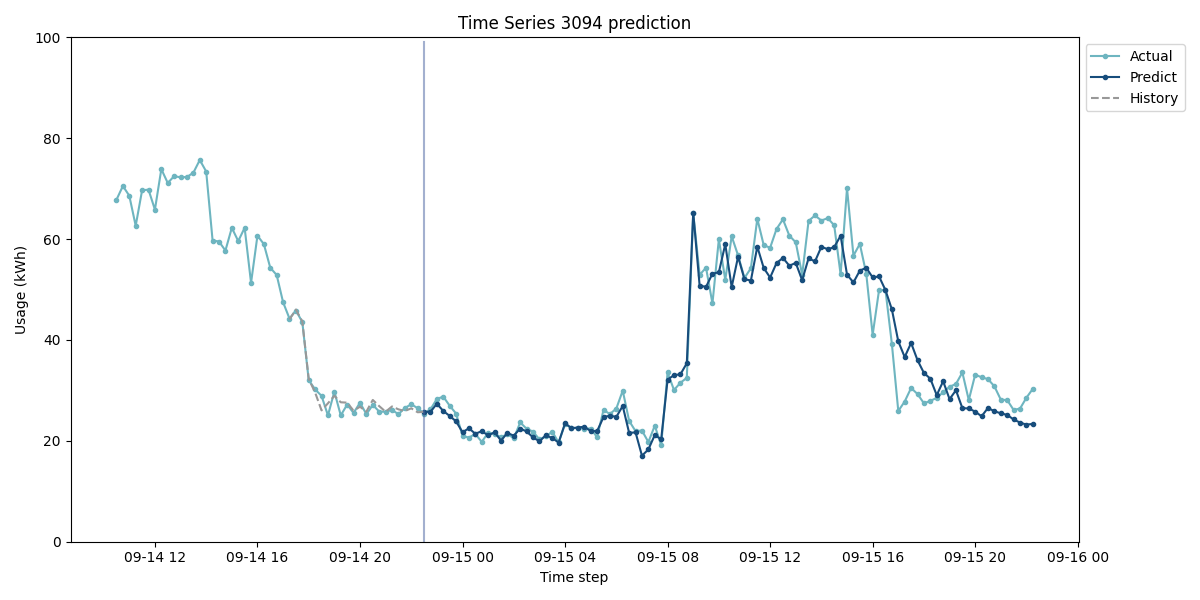 Time Series 3094 prediction
Usage (kWh)
100
80
60
40
20
0
09-14 12
09-14 16
09-14 20
09-15 00
09-15 04
09-15 08
09-15 12
09-15 16
09-15 20
09-16 00
Time step
Actual
Predict
History